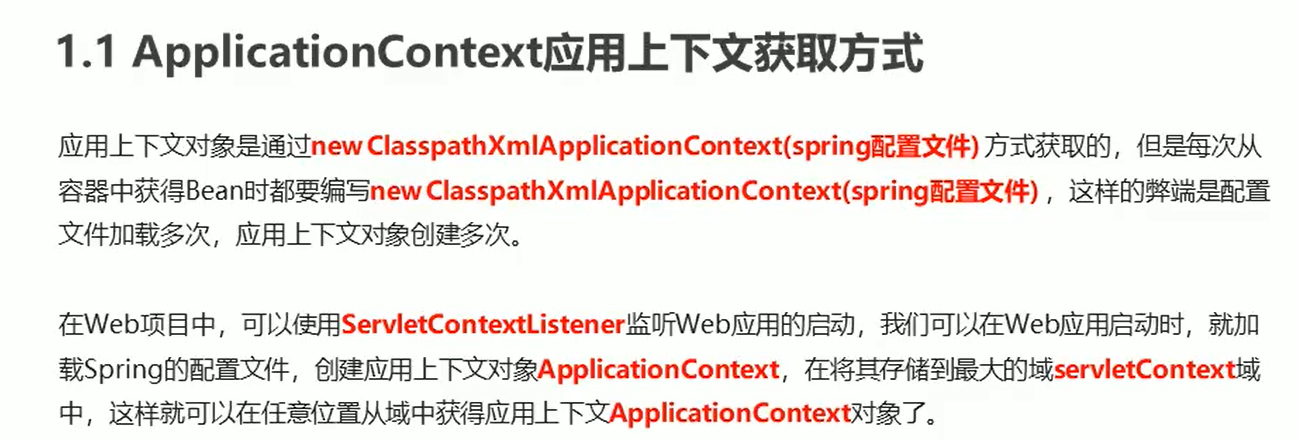 1.1 ApplicationContext应用上下文获取方式
应用上下文对象是通过new ClasspathXmlApplicationContext(spring配置文件) 方式获取的，但是每次从
容器中获得Bean时都要编写new ClasspathXmlApplicationContext(spring配置文件) ，这样的弊端是配置
文件加载多次，应用上下文对象创建多次。
在Web项目中，可以使用ServletContextListener监听Web应用的启动，我们可以在Web应用启动时，就加
载Spring的配置文件，创建应用上下文对象ApplicationContext，在将其存储到最大的域servletContext域
中，这样就可以在任意位置从域中获得应用上下文ApplicationContext对象了。